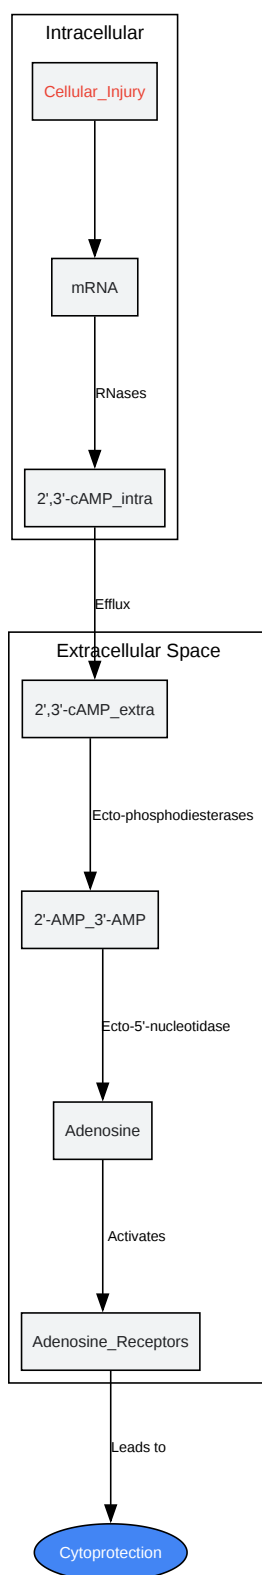 Intracellular
Cellular_Injury
mRNA
RNases
2',3'-cAMP_intra
Efflux
Extracellular Space
2',3'-cAMP_extra
Ecto-phosphodiesterases
2'-AMP_3'-AMP
Ecto-5'-nucleotidase
Adenosine
Activates
Adenosine_Receptors
Leads to
Cytoprotection